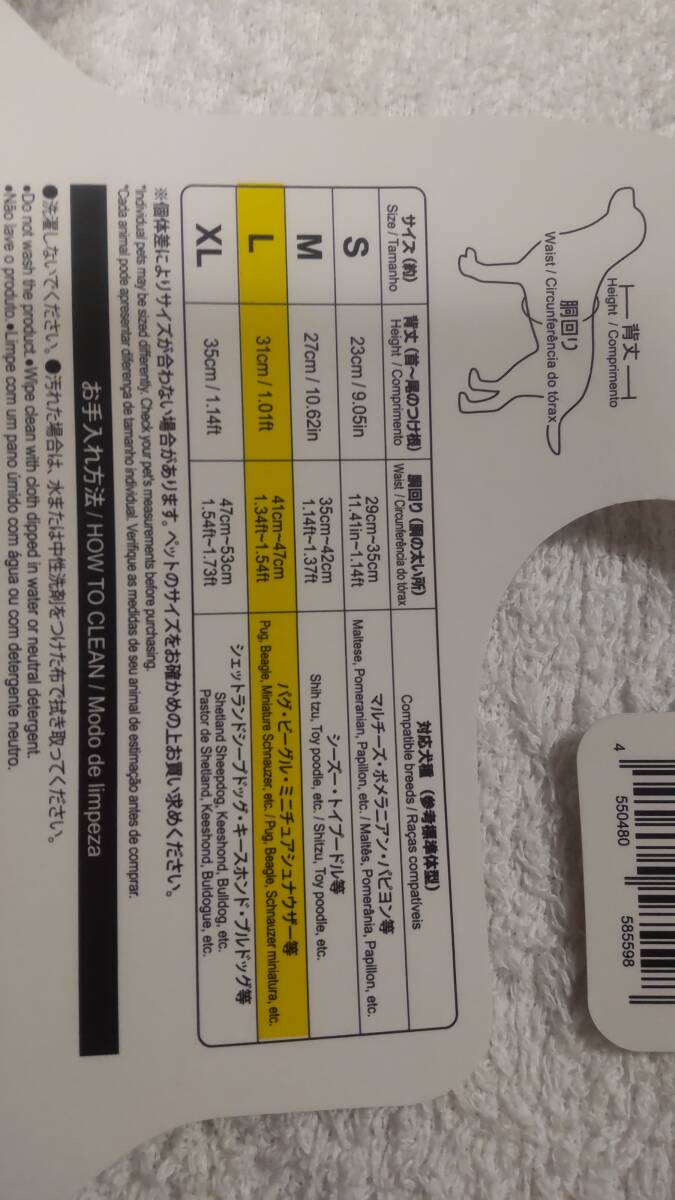 背丈
Height / Comprimento
胴回り
Waist / Circunferência do tórax
サイズ (約)
Size / Tamanho
背丈 (首〜尾のつけ根)
Height / Comprimento
胴回り (胴の太い所)
Waist / Circunferência do tórax
対応犬種 (参考標準体型)
Compatible breeds / Raças compatíveis
S
23cm / 9.05in
29cm~35cm
11.41in~1.14ft
マルチーズ・ポメラニアン・パピヨン等
Maltese, Pomeranian, Papillon, etc. / Maltês, Pomerânia, Papillon, etc.
M
27cm / 10.62in
35cm~42cm
1.14ft~1.37ft
シーズー・トイプードル等
Shih tzu, Toy poodle, etc. / Shitzu, Toy poodle, etc.
L
31cm / 1.01ft
41cm~47cm
1.34ft~1.54ft
パグ・ビーグル・ミニチュアシュナウザー等
Pug, Beagle, Miniature Schnauzer, etc. / Pug, Beagle, Schnauzer miniatura, etc.
XL
35cm / 1.14ft
47cm~53cm
1.54ft~1.73ft
シェットランドシープドッグ・キースホンド・ブルドッグ等
Shetland Sheepdog, Keeshond, Bulldog, etc.
Pastor de Shetland, Keeshond, Buldogue, etc.
※個体差によりサイズが合わない場合があります。ペットのサイズをお確かめの上お買い求めください。
*Individual pets may be sized differently. Check your pet's measurements before purchasing.
*Cada animal pode apresentar diferença de tamanho individual. Verifique as medidas de seu animal de estimação antes de comprar.
お手入れ方法 / HOW TO CLEAN / Modo de limpeza
●洗濯しないでください。●汚れた場合は、水または中性洗剤をつけた布で拭き取ってください。
●Do not wash the product.●Wipe clean with cloth dipped in water or neutral detergent.
●Não lave o produto.●Limpe com um pano úmido com água ou com detergente neutro.
4 550480 585598